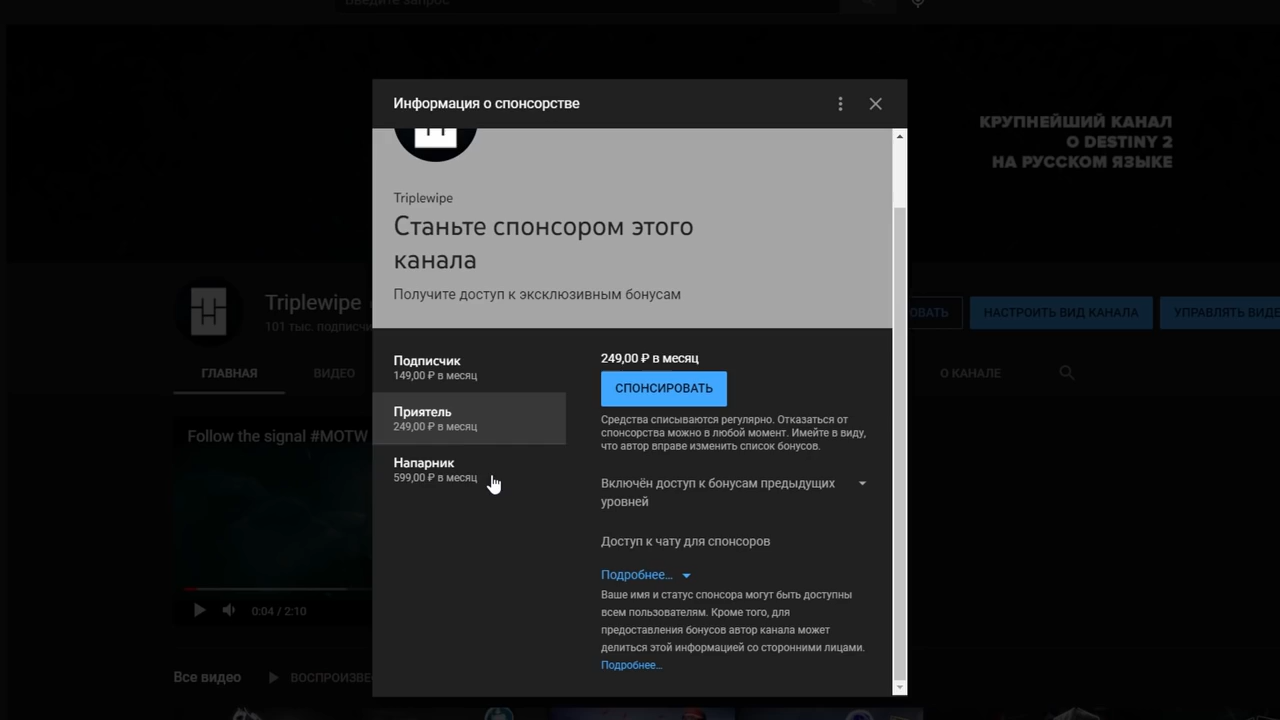 Введите запрос
КРУПНЕЙШИЙ КАНАЛ
О DESTINY 2
НА РУССКОМ ЯЗЫКЕ
Информация о спонсорстве
Triplewipe
Станьте спонсором этого
канала
Получите доступ к эксклюзивным бонусам
Triplewipe
101 тыс. подписчи
ОВАТЬ
НАСТРОИТЬ ВИД КАНАЛА
УПРАВЛЯТЬ ВИДЕ
ГЛАВНАЯ
ВИДЕО
О КАНАЛЕ
Подписчик
149,00 ₽ в месяц
Приятель
249,00 ₽ в месяц
Напарник
599,00 ₽ в месяц
249,00 ₽ в месяц
СПОНСИРОВАТЬ
Средства списываются регулярно. Отказаться от
спонсорства можно в любой момент. Имейте в виду,
что автор вправе изменить список бонусов.
Включён доступ к бонусам предыдущих
уровней
Доступ к чату для спонсоров
Подробнее…
Ваше имя и статус спонсора могут быть доступны
всем пользователям. Кроме того, для
предоставления бонусов автор канала может
делиться этой информацией со сторонними лицами.
Подробнее…
Follow the signal #MOTW
0:04 / 2:10
Все видео
ВОСПРОИЗВЕ